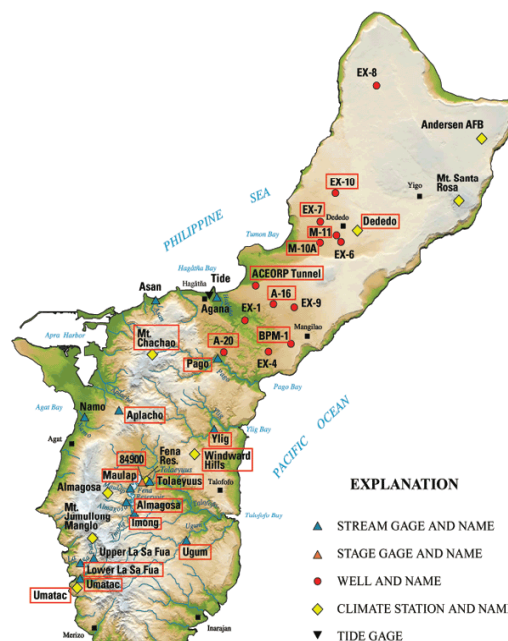 EX-8
Andersen AFB
Mt. Santa
Rosa
Yigo
EX-10
PHILIPPINE SEA
EX-7
Dededo
Dededo
M-11
Tumon Bay
M-10A
EX-6
Hagåtña Bay
ACEORP Tunnel
Tide
Asan
Hagåtña
Agana
A-16
EX-9
EX-1
Apra Harbor
Mt.
Chachao
Mangilao
BPM-1
A-20
EX-4
Pago
Pago
Pago Bay
Agat Bay
Namo
Aplacho
PACIFIC OCEAN
Ylig
Ylig Bay
Agat
Fena
Res.
Windward
Hills
84900
Tolaeyuus
Maulap
Tolaeyuus
Talofofo
Almagosa
Fena
Almagosa
Imong
Talofofo Bay
Mt.
Jumullong
Manglo
Ugum
Ugum
Upper La Sa Fua
Lower La Sa Fua
Umatac
Umatac
Merizo
Inarajan
EXPLANATION
STREAM GAGE AND NAME
STAGE GAGE AND NAME
WELL AND NAME
CLIMATE STATION AND NAM
TIDE GAGE